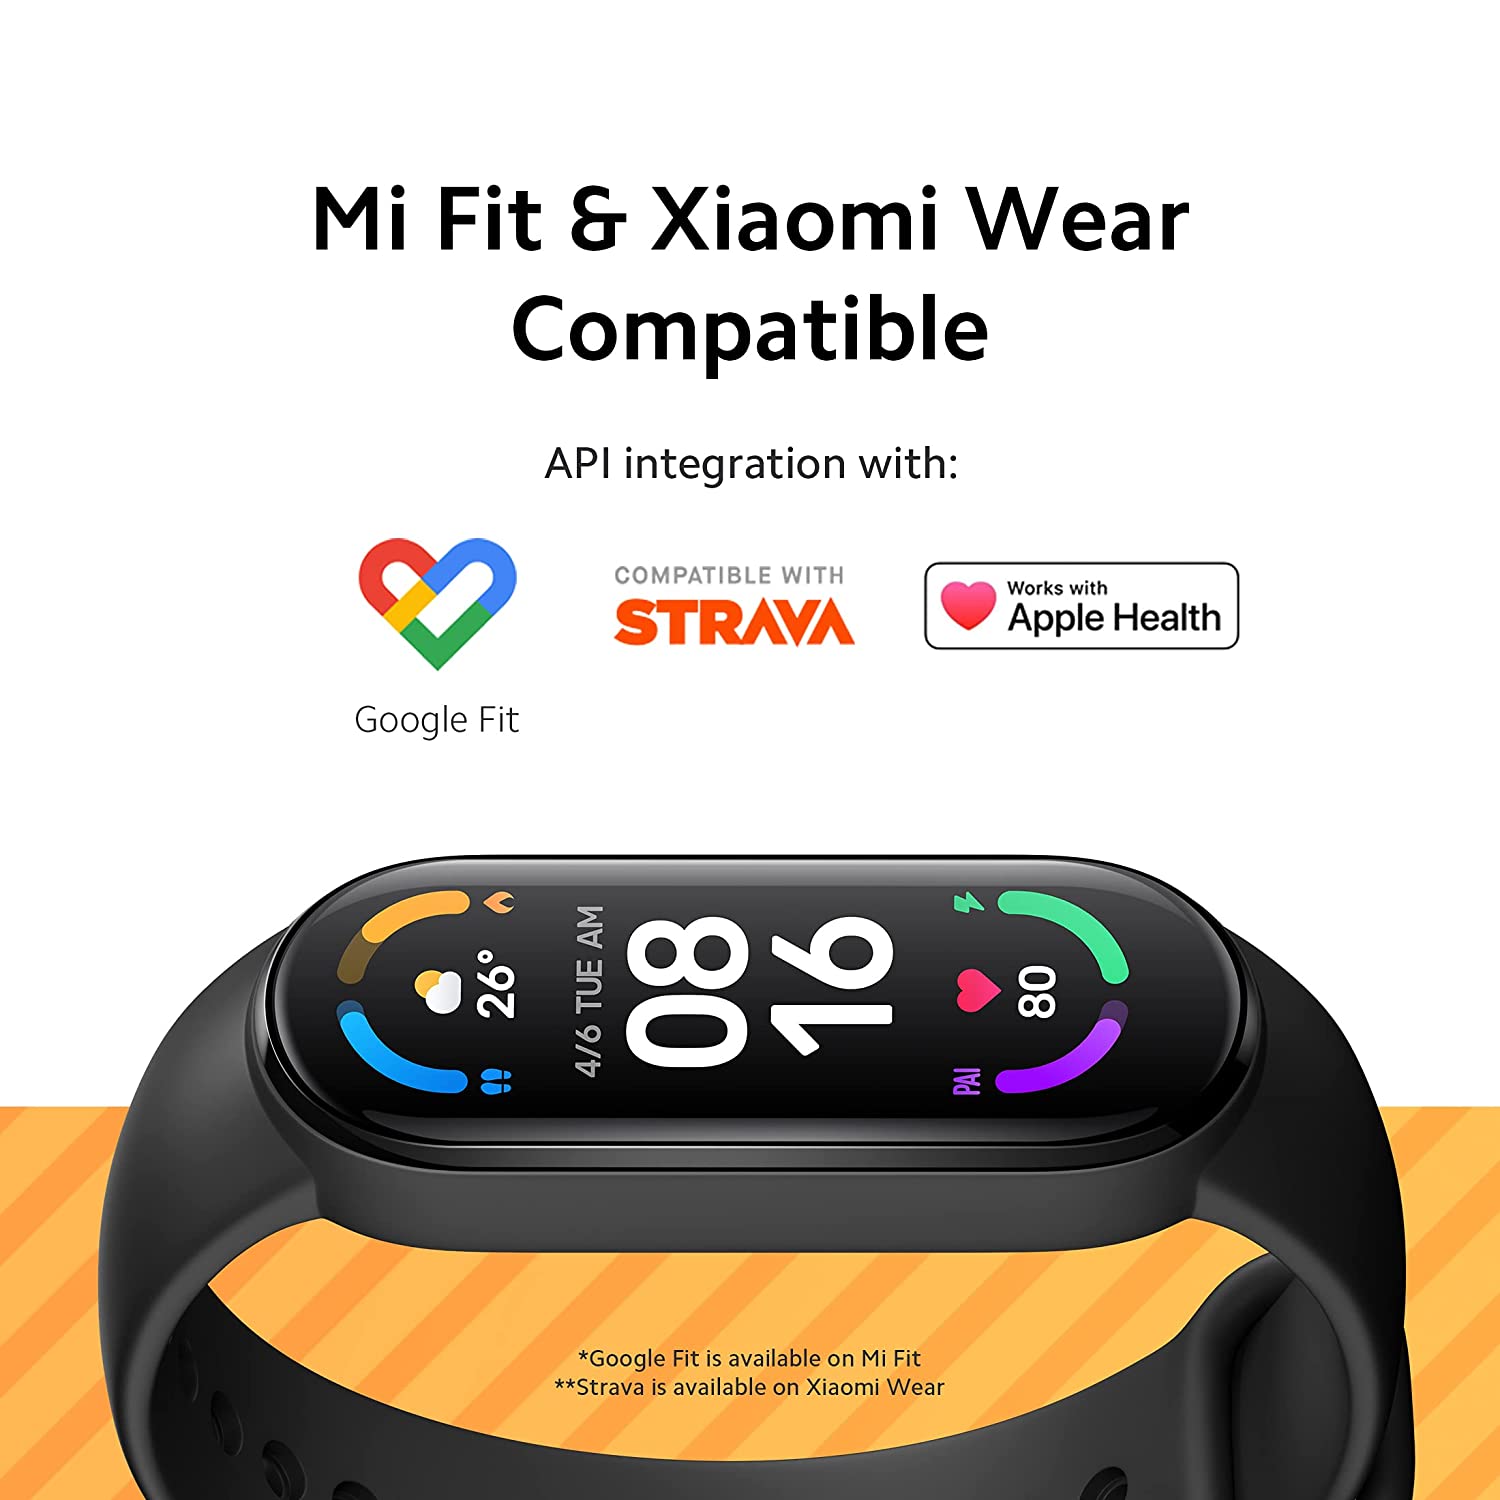 Mi Fit & Xiaomi Wear
Compatible
API integration with:
Google Fit
COMPATIBLE WITH
STRAVA
Works with
Apple Health
26°
4/6 TUE AM
08
16
80
PAI
*Google Fit is available on Mi Fit
**Strava is available on Xiaomi Wear